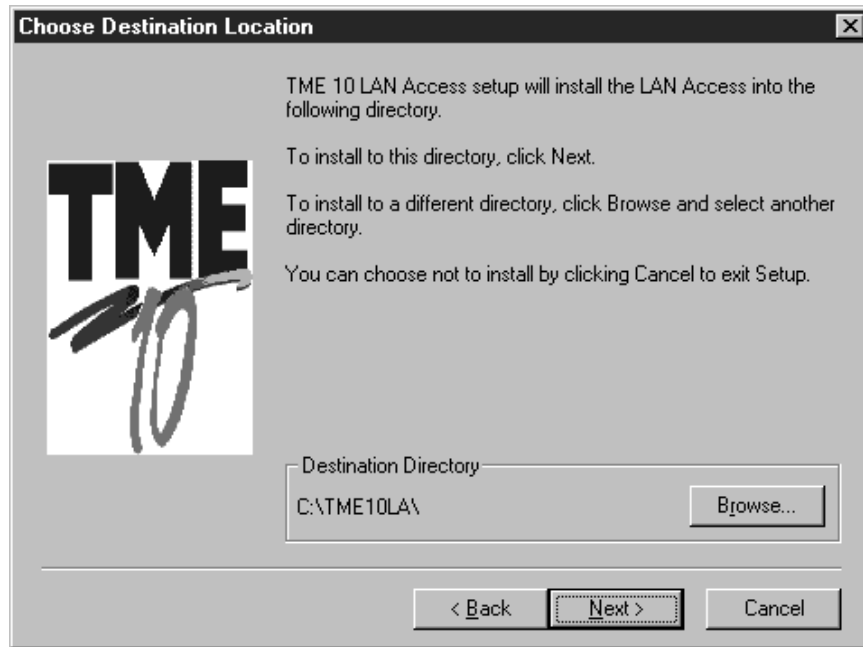 Choose Destination Location
TME 10 LAN Access setup will install the LAN Access into the
following directory.
To install to this directory, click Next.
To install to a different directory, click Browse and select another
directory.
You can choose not to install by clicking Cancel to exit Setup.
TME
10
Destination Directory
C:\TME10LA\
Browse...
< Back
Next >
Cancel